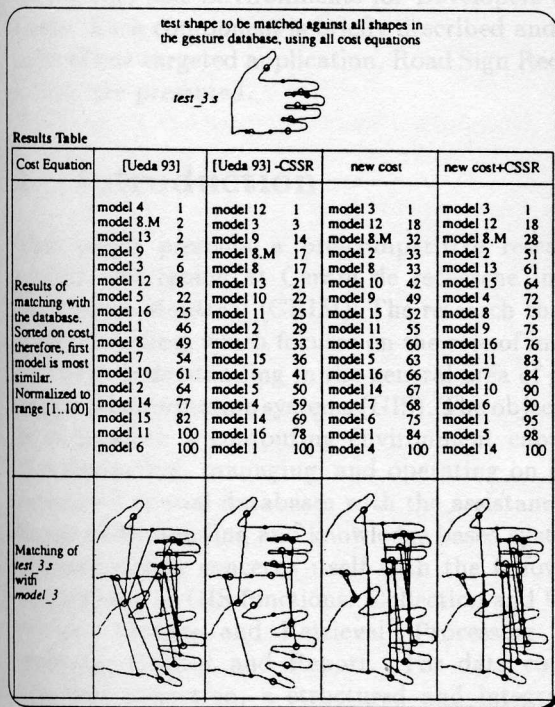 test shape to be matched against all shapes in
the gesture database, using all cost equations
test_3.s
Results Table
Cost Equation [Ueda 93] [Ueda 93] -CSSR new cost new cost+CSSR
Results of
matching with
the database.
Sorted on cost,
therefore, first
model is most
similar.
Normalized to
range [1..100]
model 4 1
model 8.M 2
model 13 2
model 9
model 3
model 12
model 5 22
model 16
model 1 46
model 8 49
model 7 54
model 10
model 2 64
model 14 77
model 15 82
model 11 100
model 6 100
model 12 1
model 3 3
model 9 14
model 8.M 17
model 8 17
model 13 21
model 10 22
model 11 25
model 2 29
model 7 33
model 15 36
model 6 41
model 5 50
model 4 59
model 14 69
model 16 78
model 1 100
model 3 1
model 12 18
model 8.M 32
model 2 33
model 8 33
model 10 42
model 9 49
model 15 52
model 11 55
model 13 60
model 5 63
model 16 66
model 14 67
model 7 68
model 6 75
model 1 84
model 4 100
model 3 1
model 12 18
model 8.M 28
model 2 51
model 13 61
model 16 64
model 4 72
model 8 75
model 9 75
model 6
model 11 83
model 7 84
model 10 90
model 15 90
model 1 95
model 5 98
model 14 100
Matching of
test_3.s
with
model_3